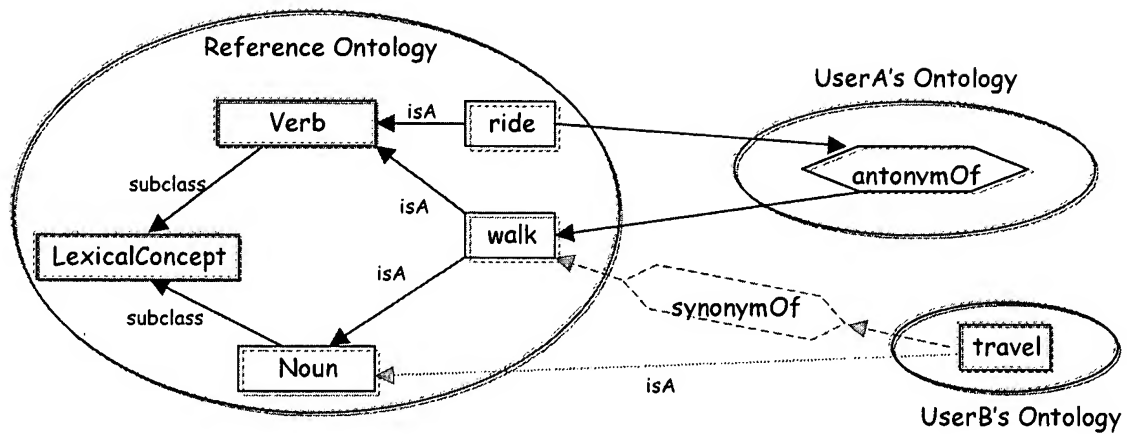 Reference Ontology
UserA's Ontology
Verb
isA
ride
antonymOf
subclass
isA
walk
LexicalConcept
isA
synonymOf
subclass
travel
Noun
isA
UserB's Ontology